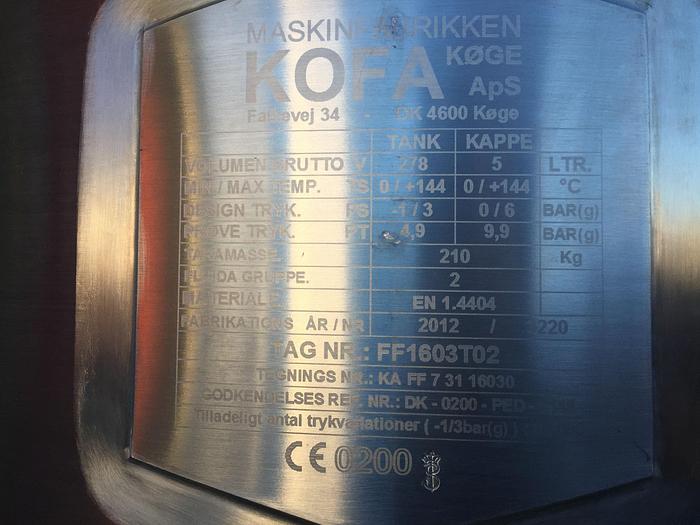 MASKINFABRIKKEN
KOFA KØGE ApS
34 - DK 4600 Køge
TANK KAPPE
VOLUMEN BRUTTO V 278 5 LTR.
MIN / MAX TEMP. TS 0 / +144 0 / +144 °C
DESIGN TRYK. PS -1 / 3 0 / 6 BAR(g)
PRØVE TRYK. PT 4,9 9,9 BAR(g)
TARAMASSE 210 Kg
FLUIDA GRUPPE. 2
MATERIALE EN 1.4404
FABRIKATIONS ÅR / NR 2012 /
TAG NR.: FF1603T02
TEGNINGS NR.: KA FF 7 31 16030
GODKENDELSES REF. NR.: DK - 0200 - PED -
Tilladeligt antal trykvariationer ( -1/3bar(g) )
CE 0200